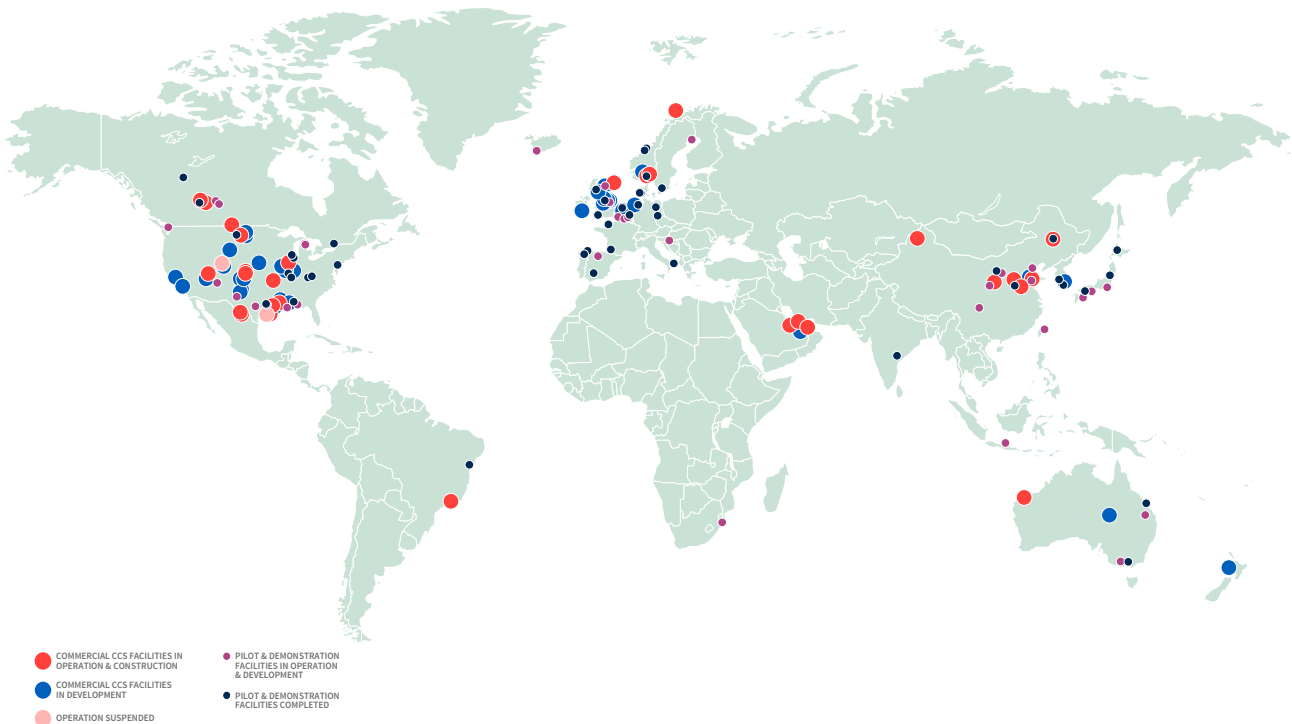 COMMERCIAL CCS FACILITIES IN
OPERATION & CONSTRUCTION
COMMERCIAL CCS FACILITIES
IN DEVELOPMENT
OPERATION SUSPENDED
PILOT & DEMONSTRATION
FACILITIES IN OPERATION
& DEVELOPMENT
PILOT & DEMONSTRATION
FACILITIES COMPLETED